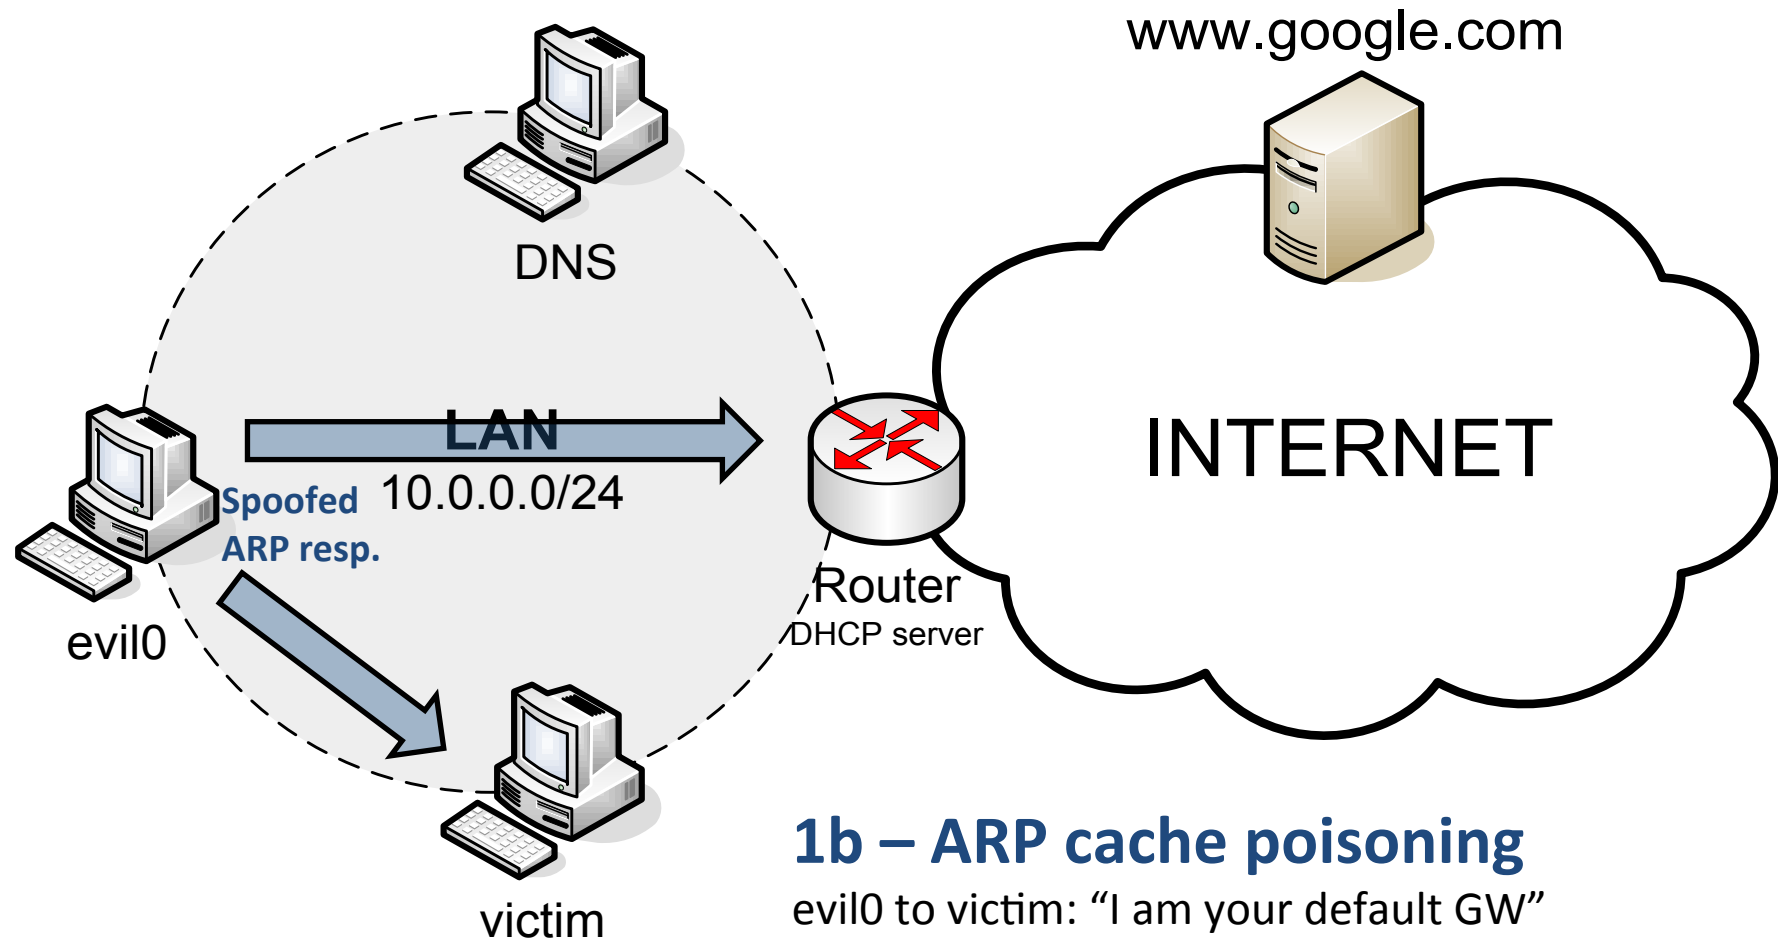 www.google.com
DNS
LAN
10.0.0.0/24
Spoofed
ARP resp.
INTERNET
Router
DHCP server
evil0
victim
1b – ARP cache poisoning
evil0 to victim: “I am your default GW”